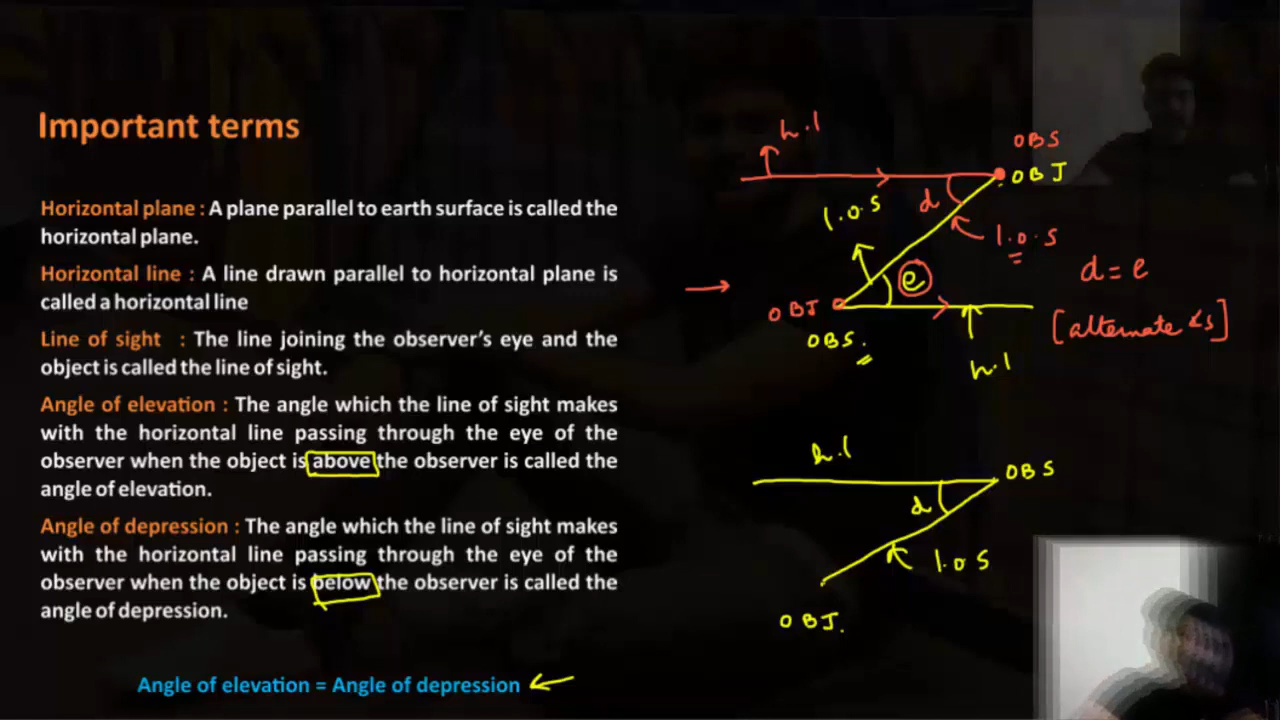 Important terms
Horizontal plane : A plane parallel to earth surface is called the
horizontal plane.
Horizontal line : A line drawn parallel to horizontal plane is
called a horizontal line
Line of sight : The line joining the observer's eye and the
object is called the line of sight.
Angle of elevation : The angle which the line of sight makes
with the horizontal line passing through the eye of the
observer when the object is above the observer is called the
angle of elevation.
Angle of depression : The angle which the line of sight makes
with the horizontal line passing through the eye of the
observer when the object is below the observer is called the
angle of depression.
Angle of elevation = Angle of depression
h.l
OBS
OBJ
l.o.s
d
l.o.s
e
d = e
OBJ
OBS.
[alternate ∠s]
h.l
h.l
OBS
d
l.o.s
OBJ.